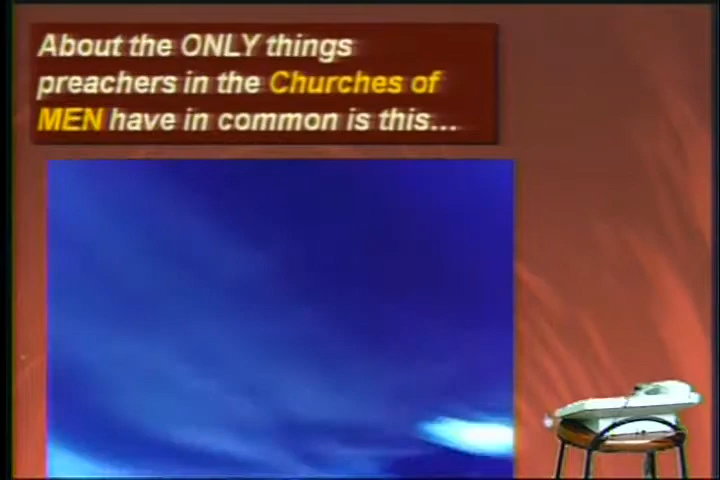 About the ONLY things
preachers in the Churches of
MEN have in common is this...